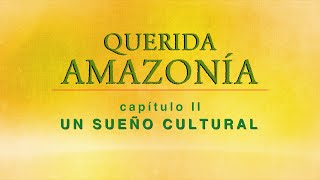 QUERIDA
AMAZONÍA
capítulo II
UN SUEÑO CULTURAL